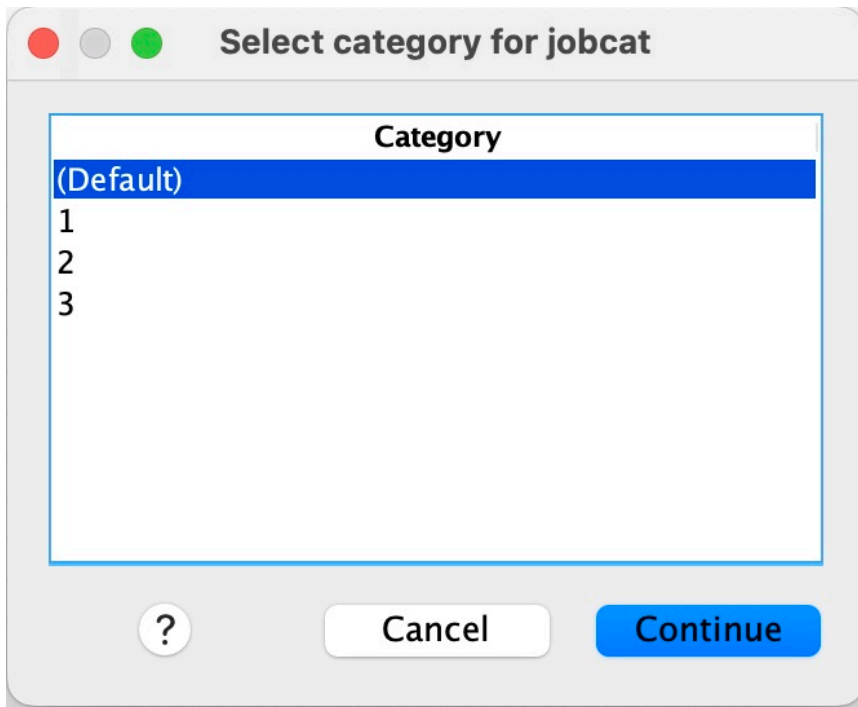 Select category for jobcat
Category
(Default)
1
2
3
? Cancel Continue